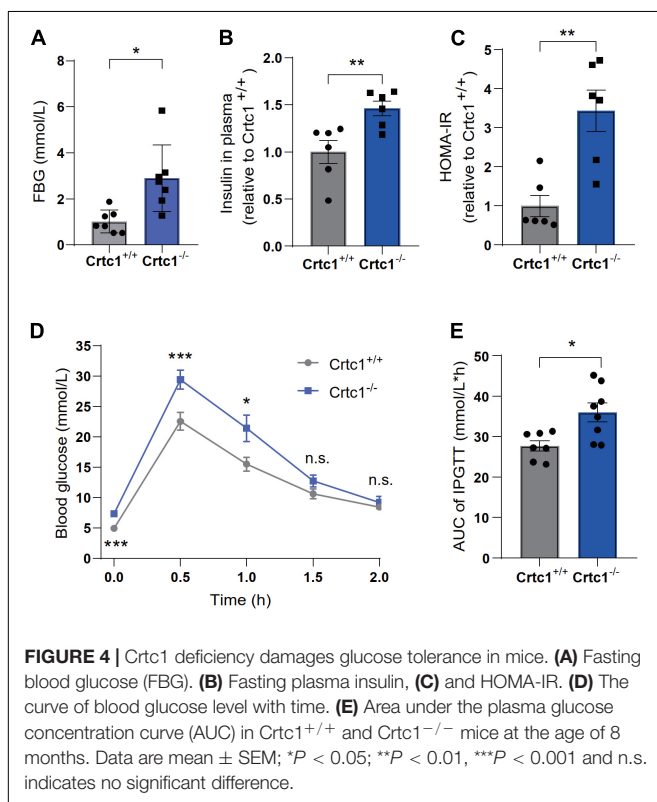 A
*
FBG (mmol/L)
8
6
4
2
0
Crtc1+/+ Crtc1-/-
B
**
Insulin in plasma
(relative to Crtc1+/+)
2.0
1.5
1.0
0.5
0.0
Crtc1+/+ Crtc1-/-
C
**
HOMA-IR
(relative to Crtc1+/+)
5
4
3
2
1
0
Crtc1+/+ Crtc1-/-
D
Blood glucose (mmol/L)
35
30
25
20
15
10
5
0
***
***
*
n.s.
n.s.
Crtc1+/+
Crtc1-/-
0.0 0.5 1.0 1.5 2.0
Time (h)
E
*
AUC of IPGTT (mmol/L*h)
50
40
30
20
10
0
Crtc1+/+ Crtc1-/-
FIGURE 4 | Crtc1 deficiency damages glucose tolerance in mice. (A) Fasting
blood glucose (FBG). (B) Fasting plasma insulin, (C) and HOMA-IR. (D) The
curve of blood glucose level with time. (E) Area under the plasma glucose
concentration curve (AUC) in Crtc1+/+ and Crtc1−/− mice at the age of 8
months. Data are mean ± SEM; *P < 0.05; **P < 0.01, ***P < 0.001 and n.s.
indicates no significant difference.